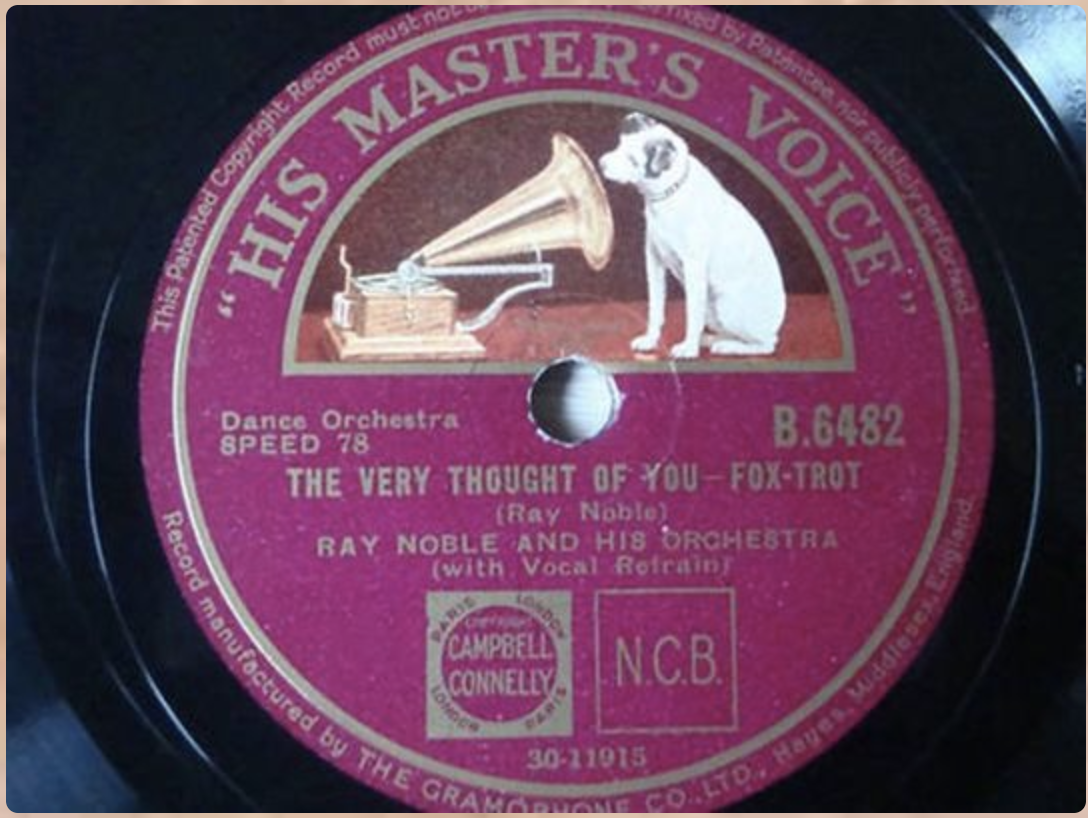 This Patented Copyright Record must not be fixed by Patentee, nor publicly performed.
"HIS MASTER'S VOICE"
Dance Orchestra
SPEED 78
B.6482
THE VERY THOUGHT OF YOU—FOX-TROT
(Ray Noble)
RAY NOBLE AND HIS ORCHESTRA
(with Vocal Refrain)
PARIS LONDON
COPYRIGHT
CAMPBELL
CONNELLY
LONDON PARIS
N.C.B.
30-11915
Record manufactured by THE GRAMOPHONE CO., LTD., Hayes, Middlesex, England.